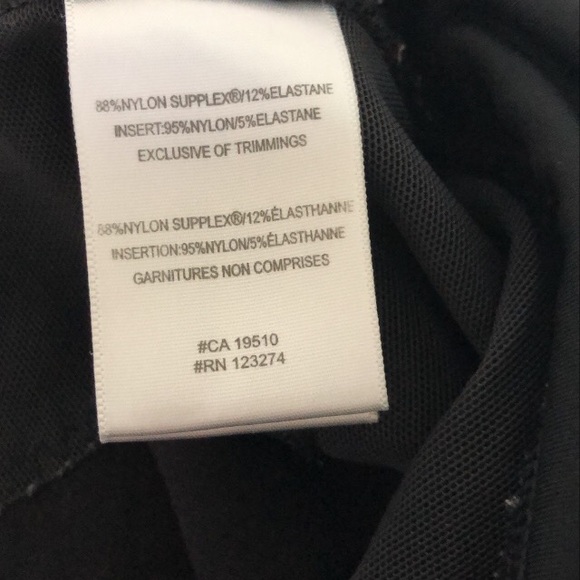 88%NYLON SUPPLEX®/12%ELASTANE
INSERT:95%NYLON/5%ELASTANE
EXCLUSIVE OF TRIMMINGS
88%NYLON SUPPLEX®/12%ÉLASTHANNE
INSERTION:95%NYLON/5%ÉLASTHANNE
GARNITURES NON COMPRISES
#CA 19510
#RN 123274